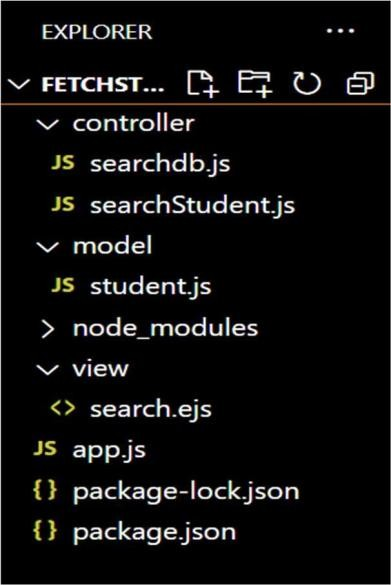 EXPLORER ...
FETCHST...
controller
JS searchdb.js
JS searchStudent.js
model
JS student.js
node_modules
view
<> search.ejs
JS app.js
{} package-lock.json
{} package.json